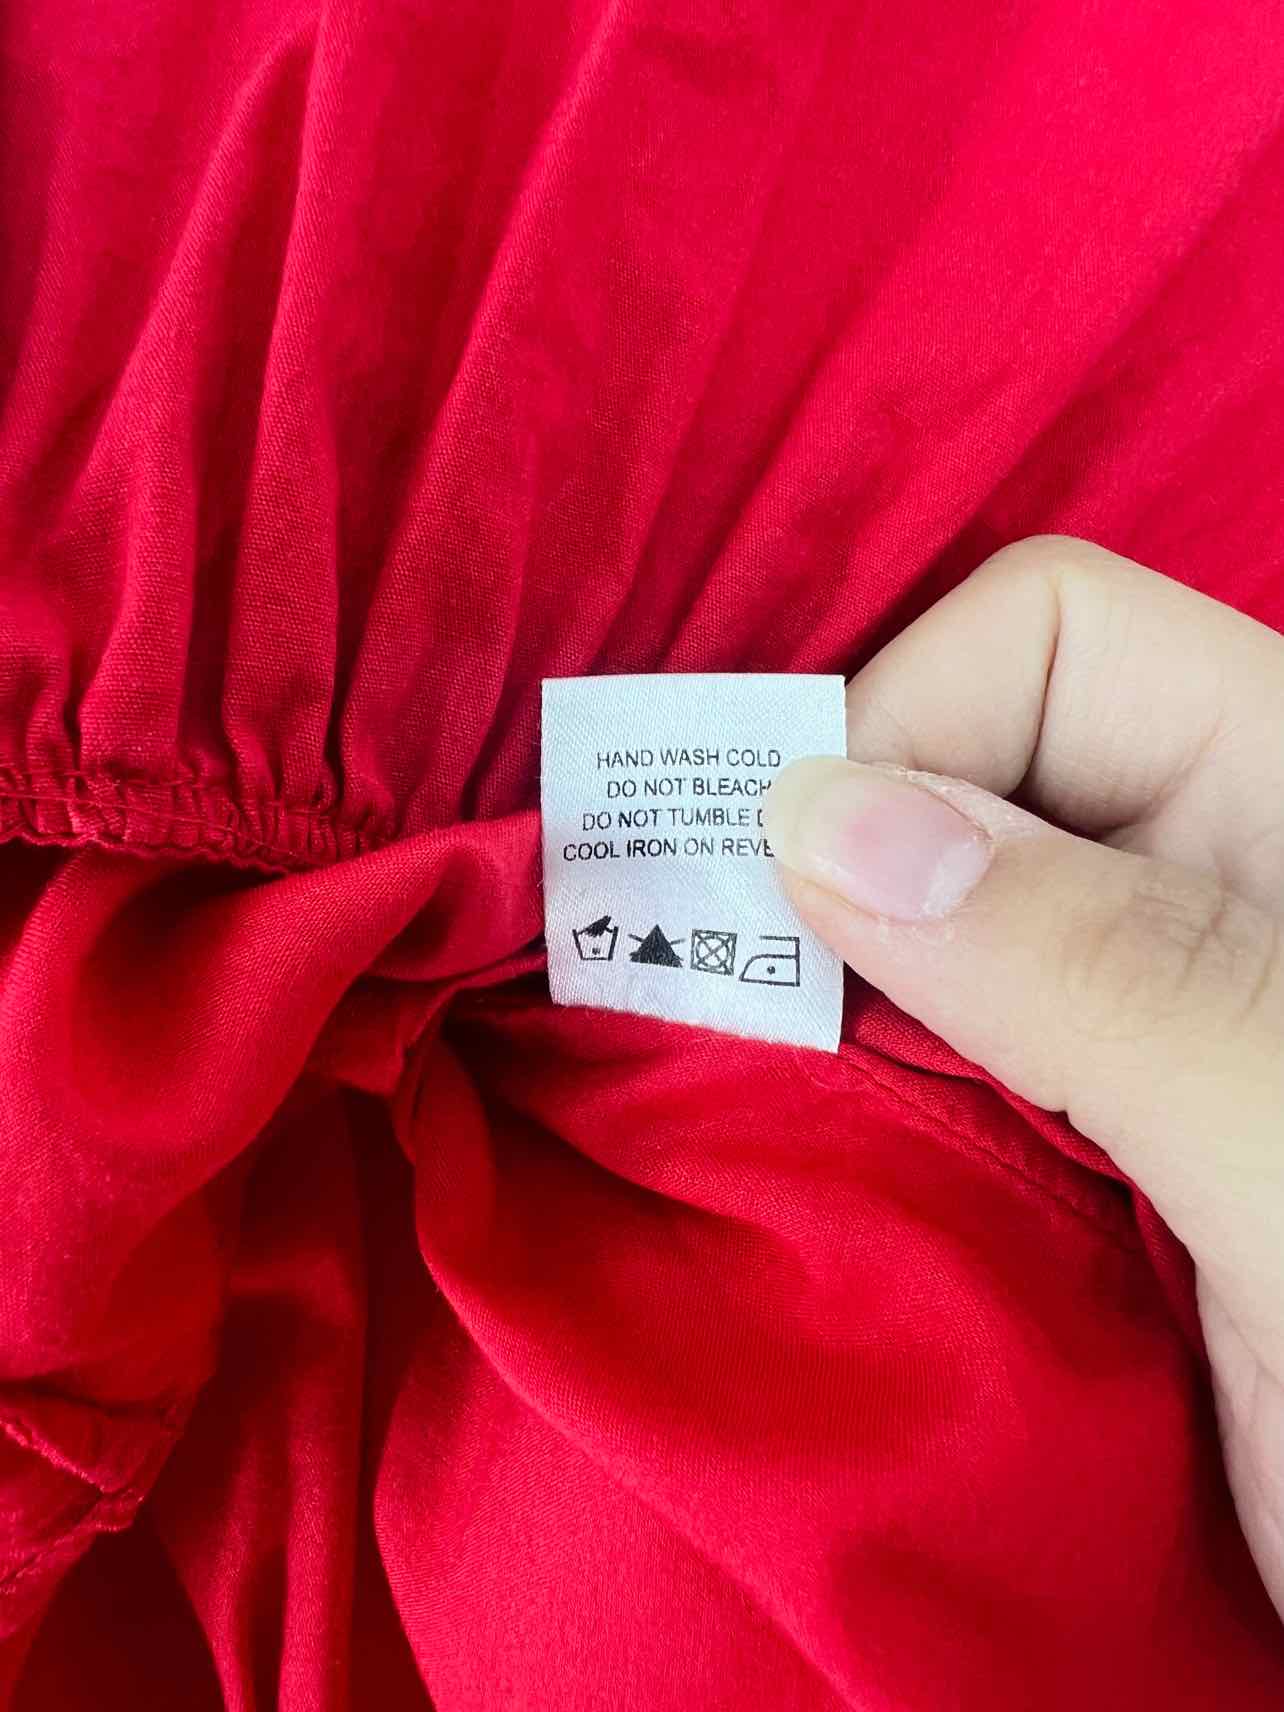 HAND WASH COLD
DO NOT BLEACH
DO NOT TUMBLE
COOL IRON ON